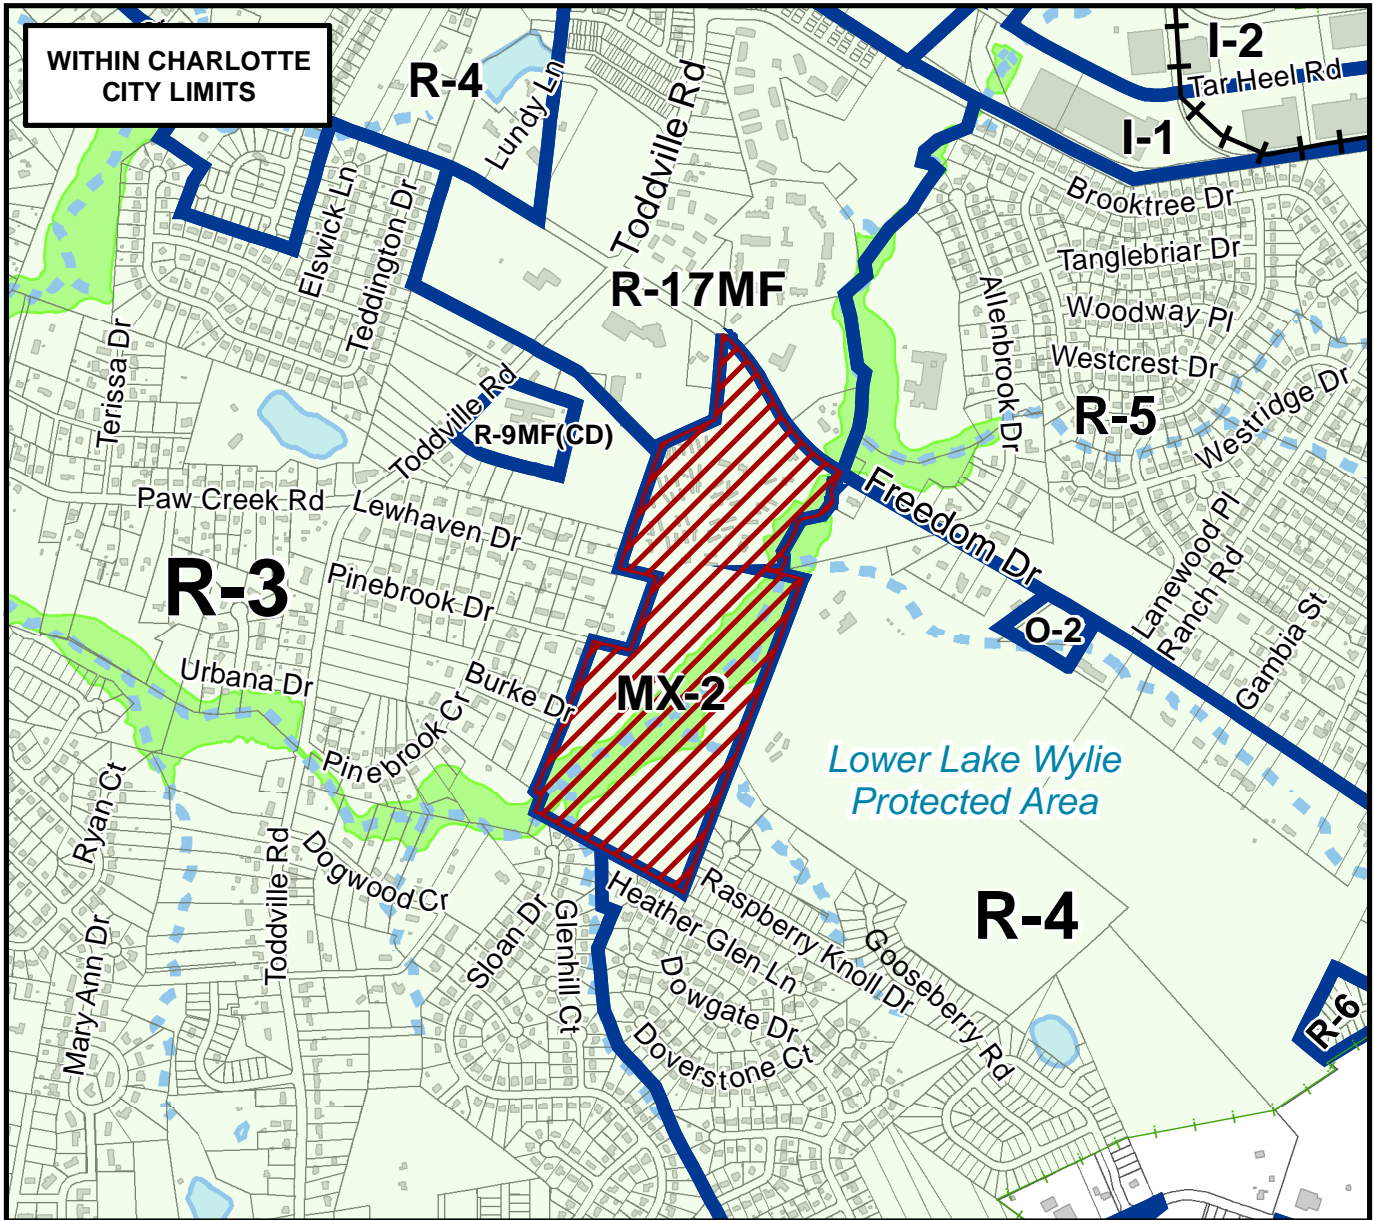 WITHIN CHARLOTTE
CITY LIMITS
R-4
Lundy Ln
Toddville Rd
I-2
Tar Heel Rd
I-1
Brooktree Dr
Elswick Ln
Teddington Dr
R-17MF
Tanglebriar Dr
Allenbrook Dr
Woodway Pl
Westcrest Dr
Terissa Dr
Toddville Rd
R-9MF(CD)
R-5
Westridge Dr
Paw Creek Rd
Lewhaven Dr
Freedom Dr
R-3
Pinebrook Dr
Lanewood Pl
Ranch Rd
O-2
Gambia St
Urbana Dr
Burke Dr
MX-2
Pinebrook Cr
Lower Lake Wylie
Protected Area
Ryan Ct
Toddville Rd
Dogwood Cr
Heather Glen Ln
Raspberry Knoll Dr
R-4
Mary Ann Dr
Sloan Dr
Glenhill Ct
Gooseberry Rd
Dowgate Dr
Doverstone Ct
R-6